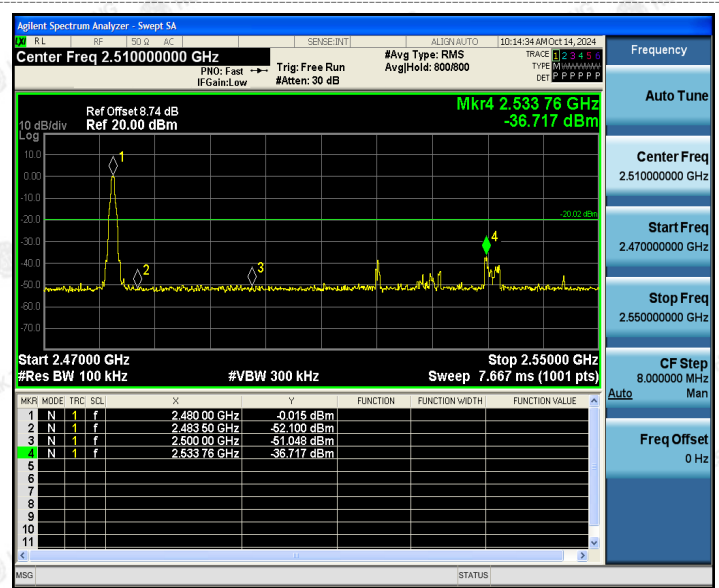 Agilent Spectrum Analyzer - Swept SA
LXI RL RF 50 Ω AC SENSE:INT ALIGN AUTO 10:14:34 AM Oct 14, 2024
Center Freq 2.510000000 GHz
PNO: Fast
IFGain:Low
Trig: Free Run
#Atten: 30 dB
#Avg Type: RMS
Avg|Hold: 800/800
TRACE 1 2 3 4 5 6
TYPE M
DET P P P P P P
Frequency
Auto Tune
Center Freq
2.510000000 GHz
Start Freq
2.470000000 GHz
Stop Freq
2.550000000 GHz
CF Step
8.000000 MHz
Auto Man
Freq Offset
0 Hz
Ref Offset 8.74 dB
10 dB/div Ref 20.00 dBm
Log
Mkr4 2.533 76 GHz
-36.717 dBm
10.0
0.00
-10.0
-20.0
-30.0
-40.0
-50.0
-60.0
-70.0
1
2
3
4
-20.02 dBm
Start 2.47000 GHz Stop 2.55000 GHz
#Res BW 100 kHz #VBW 300 kHz Sweep 7.667 ms (1001 pts)
MKR MODE TRC SCL X Y FUNCTION FUNCTION WIDTH FUNCTION VALUE
1 N 1 f 2.480 00 GHz -0.015 dBm
2 N 1 f 2.483 50 GHz -52.100 dBm
3 N 1 f 2.500 00 GHz -51.048 dBm
4 N 1 f 2.533 76 GHz -36.717 dBm
5
6
7
8
9
10
11
MSG STATUS